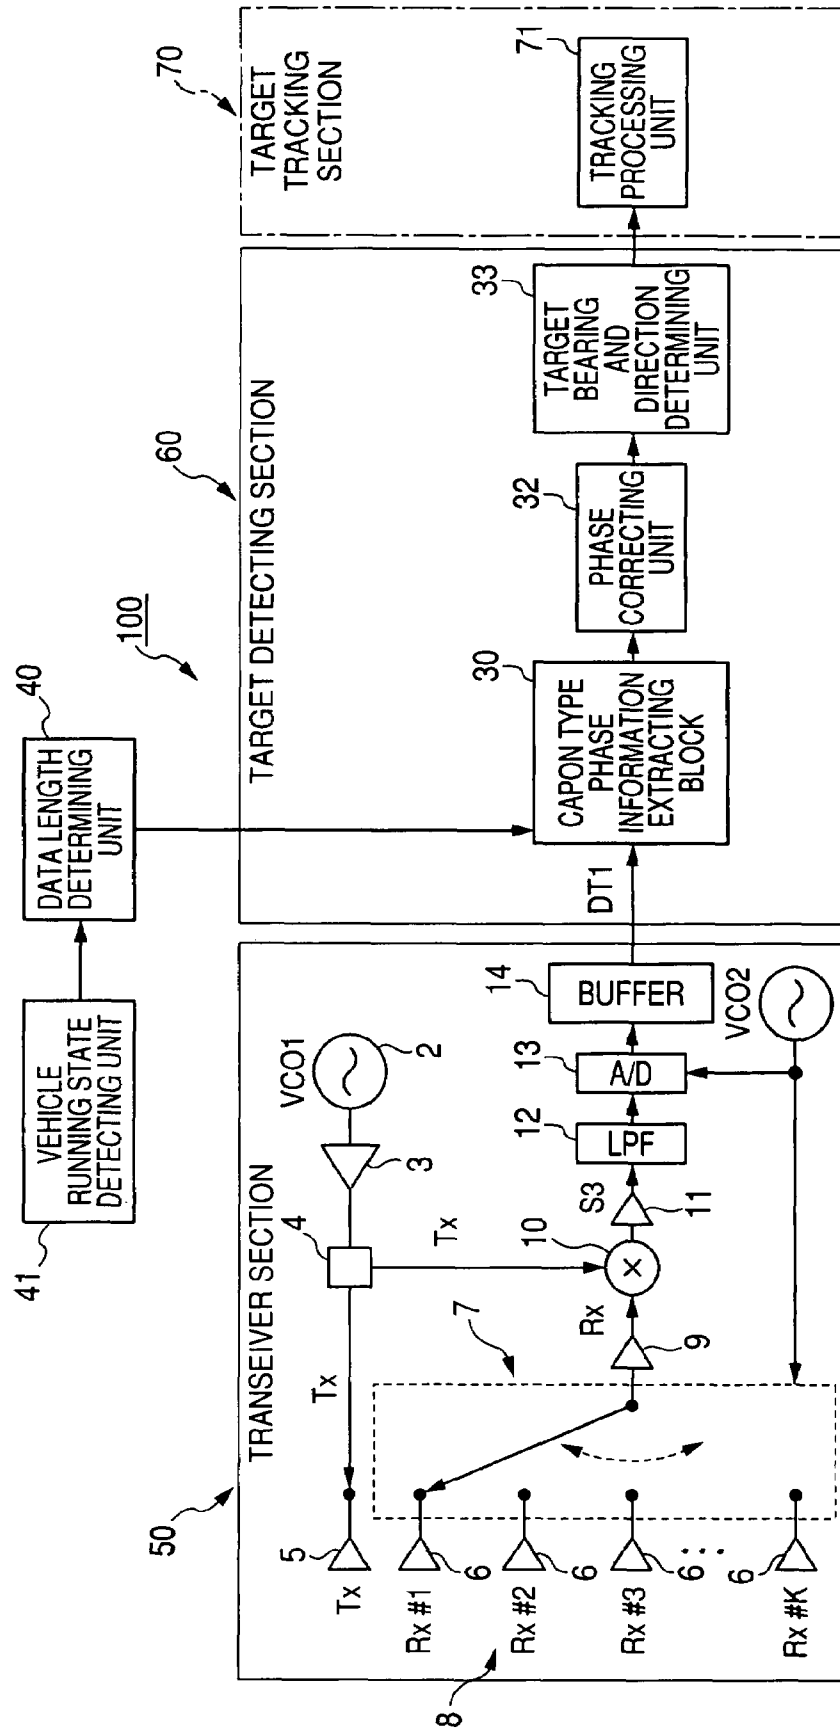 41
VEHICLE
RUNNING STATE
DETECTING UNIT
40
DATA LENGTH
DETERMINING
UNIT
100
50
TRANSEIVER SECTION
5
Tx
Tx
4
3
VCO1
2
Tx
8
Rx #1
6
Rx #2
6
Rx #3
6
...
Rx #K
6
7
9
Rx
10
×
11
S3
12
LPF
13
A/D
14
BUFFER
VCO2
60
TARGET DETECTING SECTION
DT1
30
CAPON TYPE
PHASE
INFORMATION
EXTRACTING
BLOCK
32
PHASE
CORRECTING
UNIT
33
TARGET
BEARING
AND
DIRECTION
DETERMINING
UNIT
70
TARGET
TRACKING
SECTION
71
TRACKING
PROCESSING
UNIT